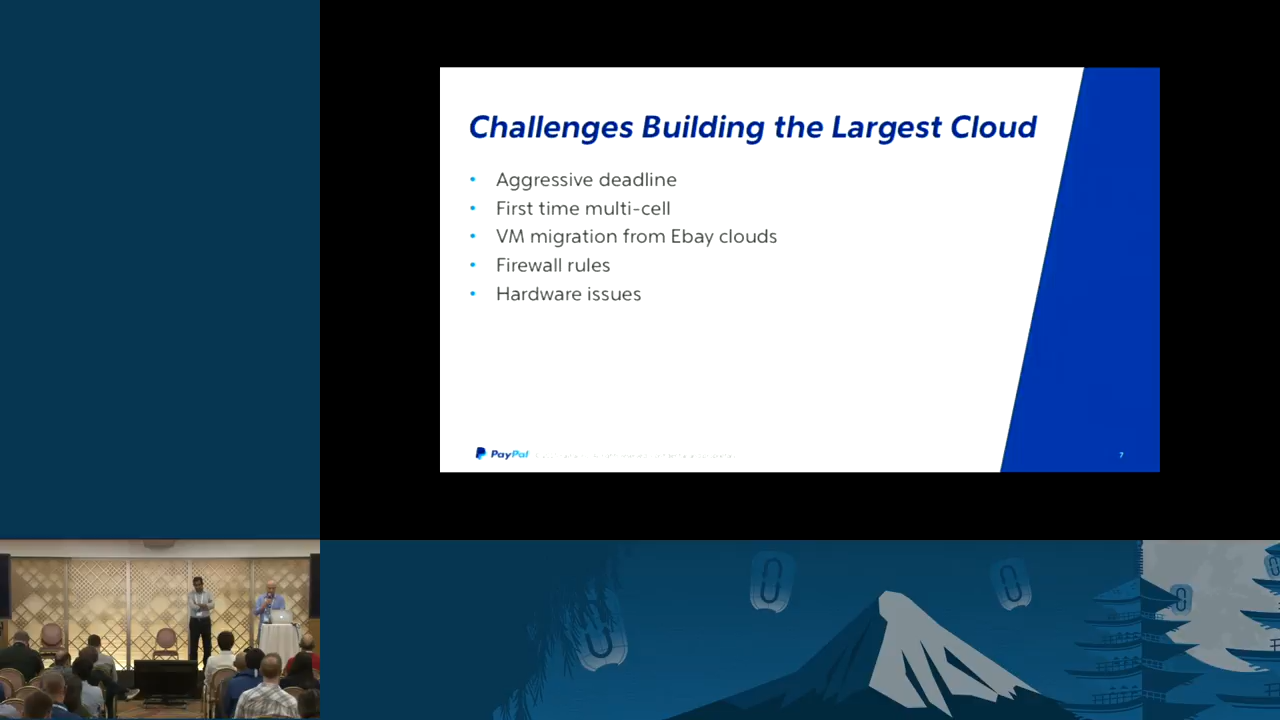 Challenges Building the Largest Cloud
• Aggressive deadline
• First time multi-cell
• VM migration from Ebay clouds
• Firewall rules
• Hardware issues
PayPal
7